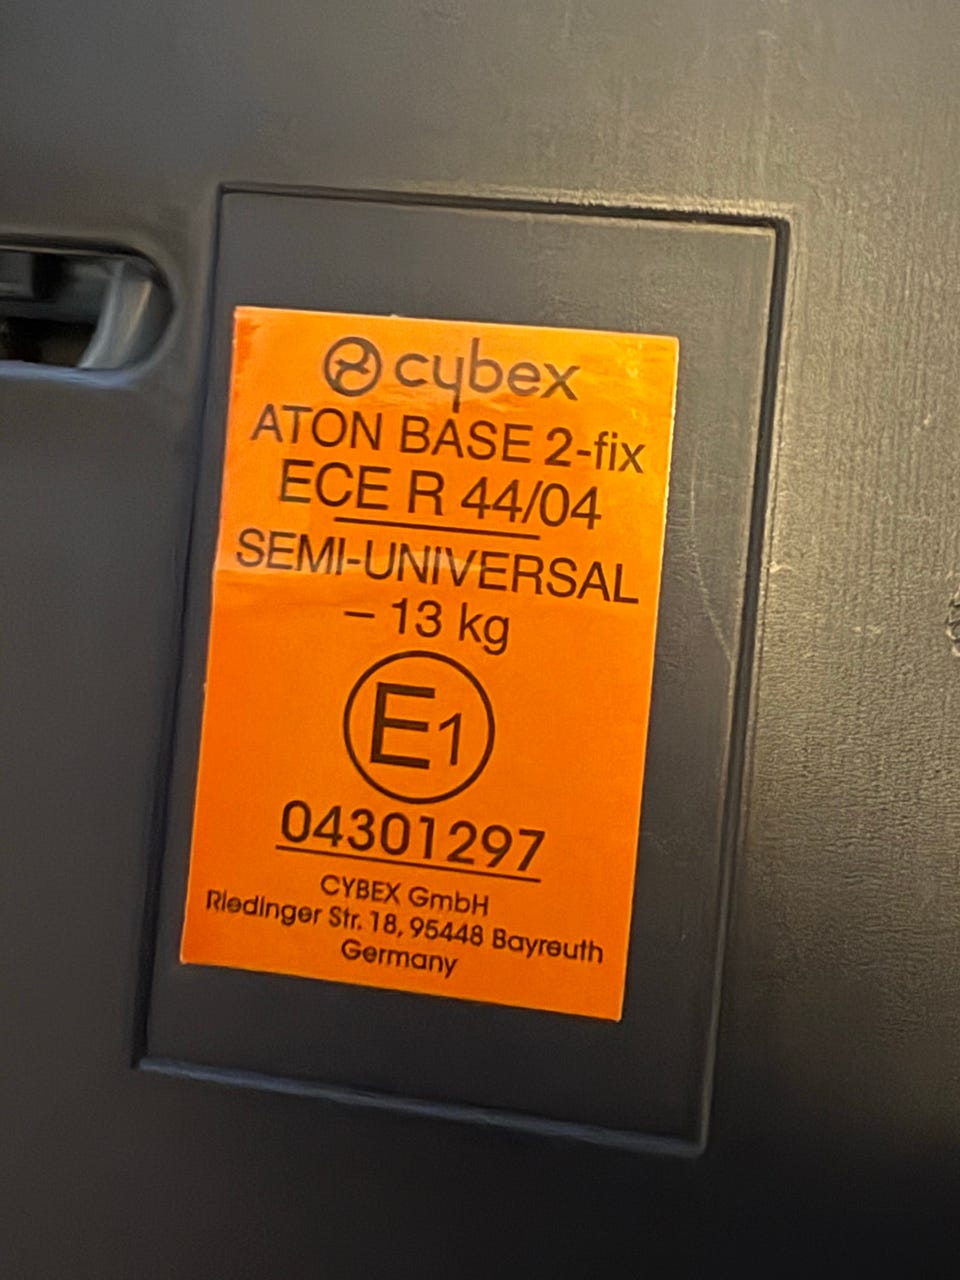 cybex
ATON BASE 2-fix
ECE R 44/04
SEMI-UNIVERSAL
– 13 kg
E1
04301297
CYBEX GmbH
Riedinger Str. 18, 95448 Bayreuth
Germany